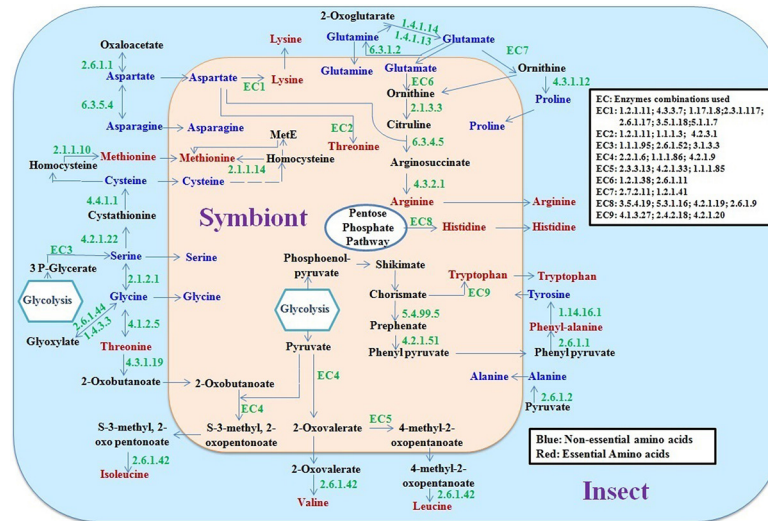 2-Oxoglutarate
Glutamine
1.4.1.14
1.4.1.13
Glutamate
6.3.1.2
Glutamine
Glutamate
EC7
Ornithine
4.3.1.12
Proline
Proline
Oxaloacetate
2.6.1.1
Aspartate
Aspartate
EC1
Lysine
Lysine
6.3.5.4
Asparagine
Asparagine
EC6
Ornithine
2.1.3.3
Citruline
6.3.4.5
Arginosuccinate
4.3.2.1
Arginine
Arginine
EC2
Threonine
MetE
2.1.1.10
Methionine
Methionine
Homocysteine
Homocysteine
2.1.1.14
Cysteine
Cysteine
4.4.1.1
Cystathionine
4.2.1.22
EC3
Serine
Serine
3 P-Glycerate
Glycolysis
2.1.2.1
Glycine
Glycine
2.6.1.44
1.4.3.3
Glyoxylate
4.1.2.5
Threonine
4.3.1.19
2-Oxobutanoate
2-Oxobutanoate
Symbiont
Pentose
Phosphate
Pathway
EC8
Histidine
Histidine
Phosphoenol-
pyruvate
Shikimate
Chorismate
EC9
Tryptophan
Tryptophan
5.4.99.5
Prephenate
4.2.1.51
Phenyl pyruvate
Phenyl pyruvate
2.6.1.1
Phenyl-alanine
1.14.16.1
Tyrosine
Glycolysis
Pyruvate
EC4
EC4
Alanine
Alanine
2.6.1.2
Pyruvate
S-3-methyl, 2-
oxo pentonoate
S-3-methyl, 2-
oxopentonoate
2-Oxovalerate
EC5
4-methyl-2-
oxopentanoate
2.6.1.42
Isoleucine
2-Oxovalerate
2.6.1.42
Valine
4-methyl-2-
oxopentanoate
2.6.1.42
Leucine
EC: Enzymes combinations used
EC1: 1.2.1.11; 4.3.3.7; 1.17.1.8;2.3.1.117;
2.6.1.17; 3.5.1.18;5.1.1.7
EC2: 1.2.1.11; 1.1.1.3; 4.2.3.1
EC3: 1.1.1.95; 2.6.1.52; 3.1.3.3
EC4: 2.2.1.6; 1.1.1.86; 4.2.1.9
EC5: 2.3.3.13; 4.2.1.33; 1.1.1.85
EC6: 1.2.1.38; 2.6.1.11
EC7: 2.7.2.11; 1.2.1.41
EC8: 3.5.4.19; 5.3.1.16; 4.2.1.19; 2.6.1.9
EC9: 4.1.3.27; 2.4.2.18; 4.2.1.20
Blue: Non-essential amino acids
Red: Essential Amino acids
Insect